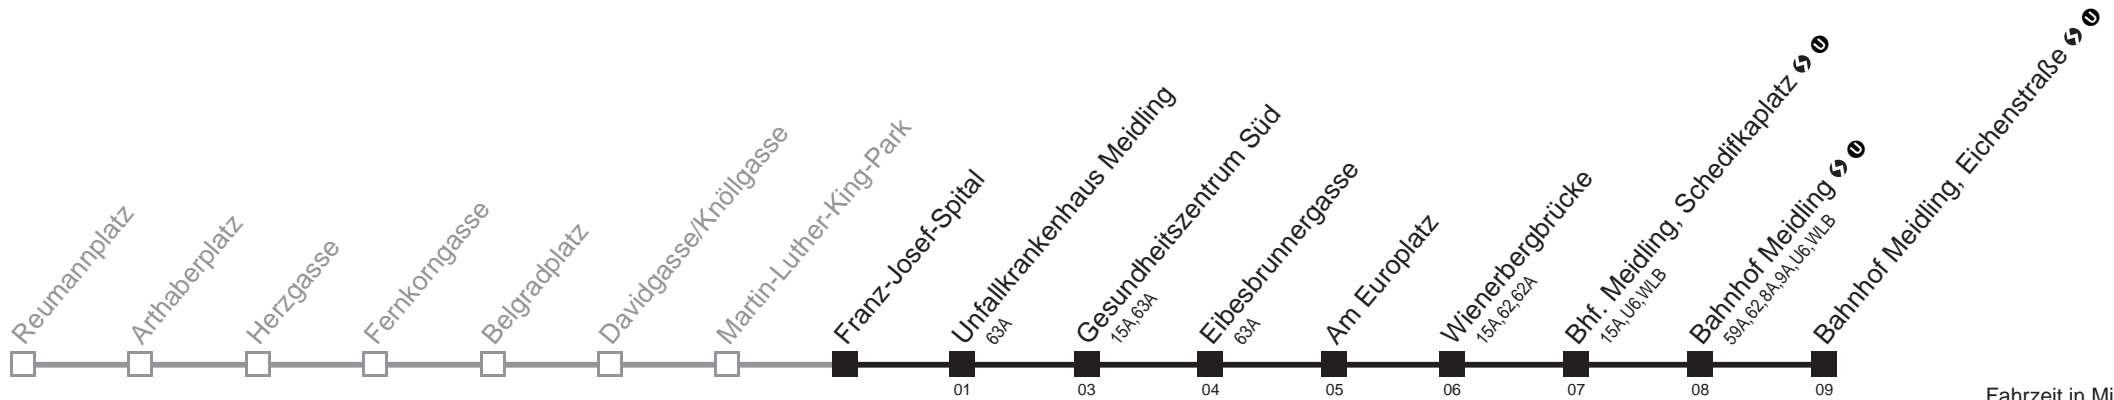 Reumannplatz
Arthaberplatz
Herzgasse
Fernkorngasse
Belgradplatz
Davidgasse/Knöllgasse
Martin-Luther-King-Park
Franz-Josef-Spital
Unfallkrankenhaus Meidling
63A
Gesundheitszentrum Süd
15A,63A
Eibesbrunnergasse
63A
Am Europlatz
Wienerbergbrücke
15A,62,62A
Bhf. Meidling, Schedifkaplatz U
15A,U6,WLB
Bahnhof Meidling U
59A,62,8A,9A,U6,WLB
Bahnhof Meidling, Eichenstraße U
01 03 04 05 06 07 08 09
Fahrzeit in Mi